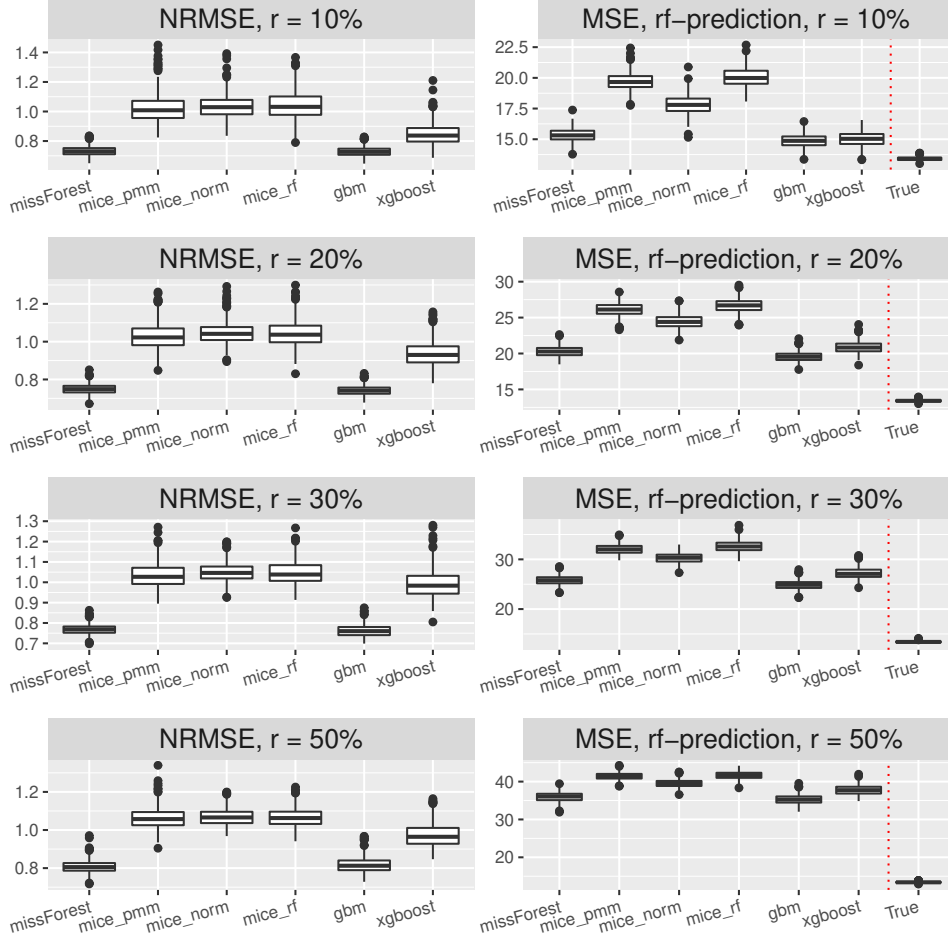 NRMSE, r = 10%
1.4
1.2
1.0
0.8
missForest
mice_pmm
mice_norm
mice_rf
gbm
xgboost
MSE, rf−prediction, r = 10%
22.5
20.0
17.5
15.0
missForest
mice_pmm
mice_norm
mice_rf
gbm
xgboost
True
NRMSE, r = 20%
1.2
1.0
0.8
missForest
mice_pmm
mice_norm
mice_rf
gbm
xgboost
MSE, rf−prediction, r = 20%
30
25
20
15
missForest
mice_pmm
mice_norm
mice_rf
gbm
xgboost
True
NRMSE, r = 30%
1.3
1.2
1.1
1.0
0.9
0.8
0.7
missForest
mice_pmm
mice_norm
mice_rf
gbm
xgboost
MSE, rf−prediction, r = 30%
30
20
missForest
mice_pmm
mice_norm
mice_rf
gbm
xgboost
True
NRMSE, r = 50%
1.2
1.0
0.8
missForest
mice_pmm
mice_norm
mice_rf
gbm
xgboost
MSE, rf−prediction, r = 50%
40
30
20
missForest
mice_pmm
mice_norm
mice_rf
gbm
xgboost
True